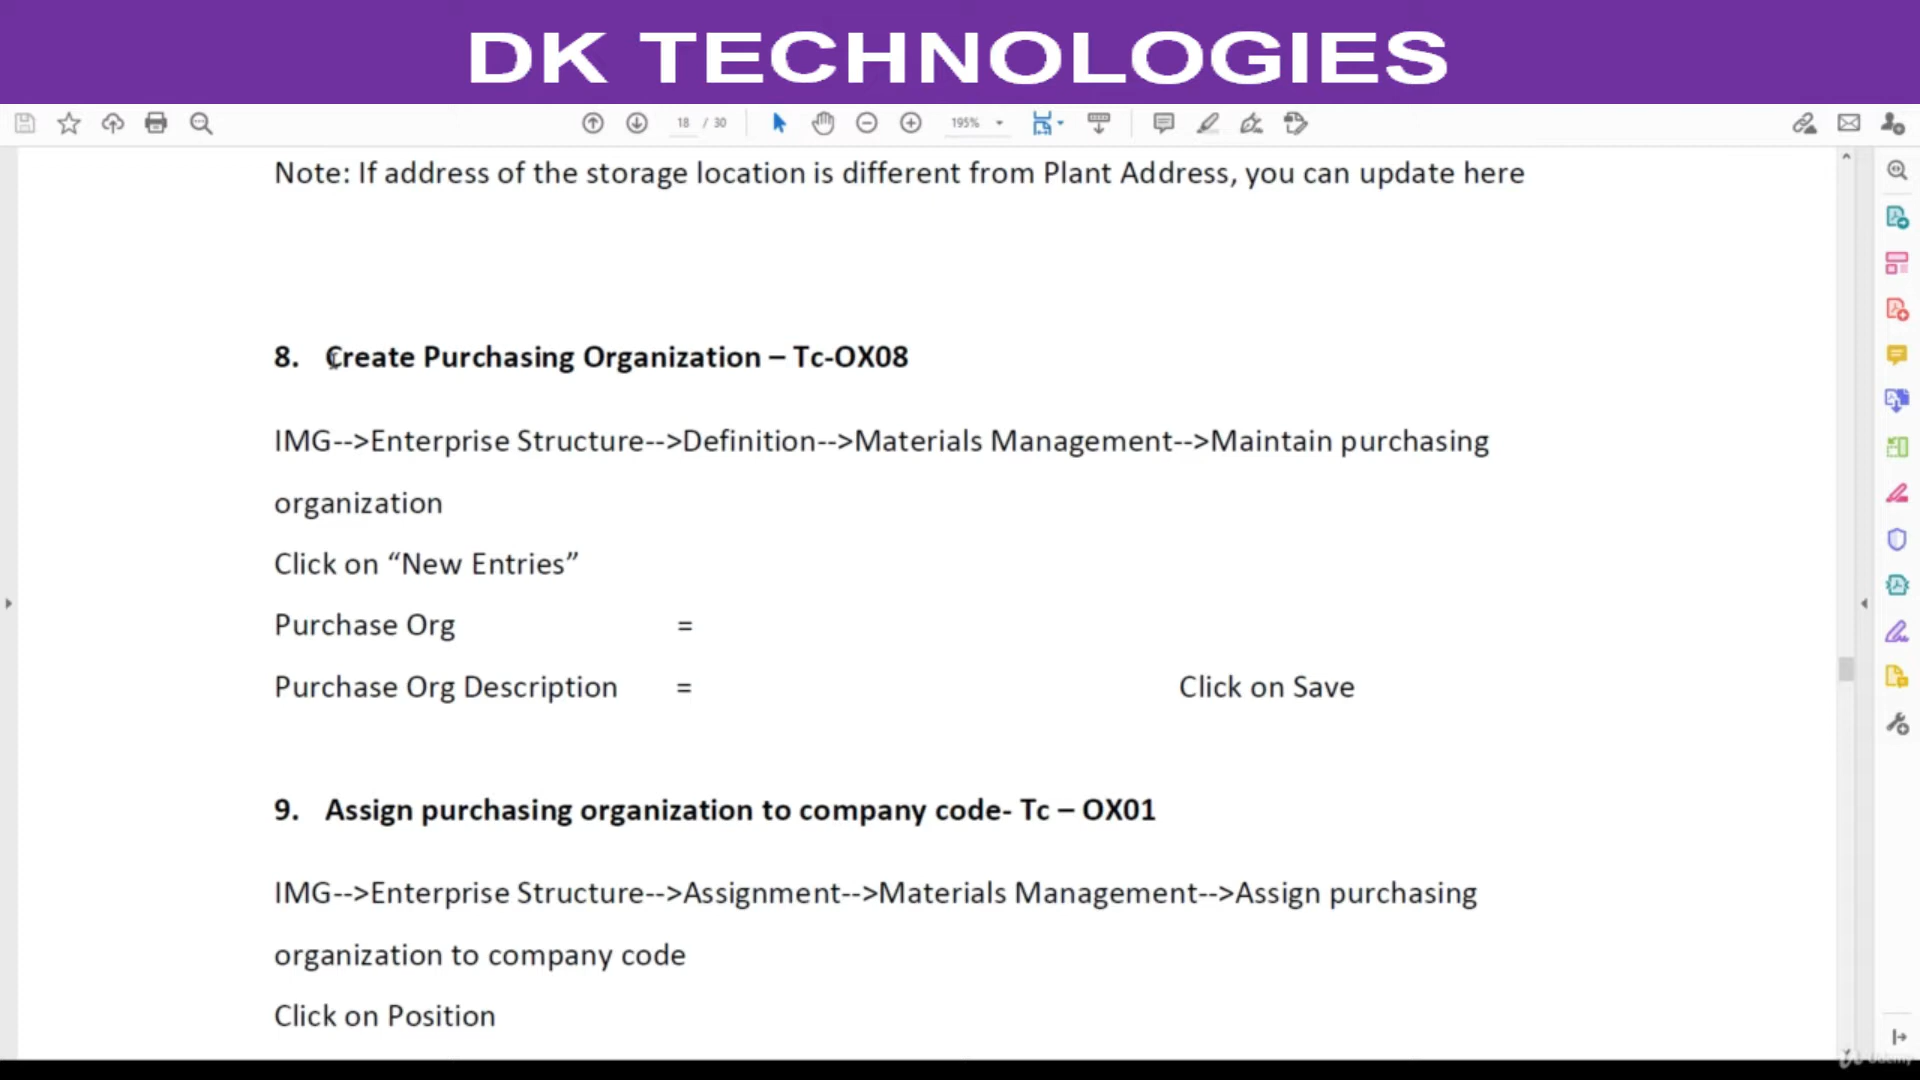 DK TECHNOLOGIES
18 / 30
195%
Note: If address of the storage location is different from Plant Address, you can update here
8. Create Purchasing Organization – Tc-OX08
IMG-->Enterprise Structure-->Definition-->Materials Management-->Maintain purchasing
organization
Click on “New Entries”
Purchase Org =
Purchase Org Description = Click on Save
9. Assign purchasing organization to company code- Tc – OX01
IMG-->Enterprise Structure-->Assignment-->Materials Management-->Assign purchasing
organization to company code
Click on Position
udemy